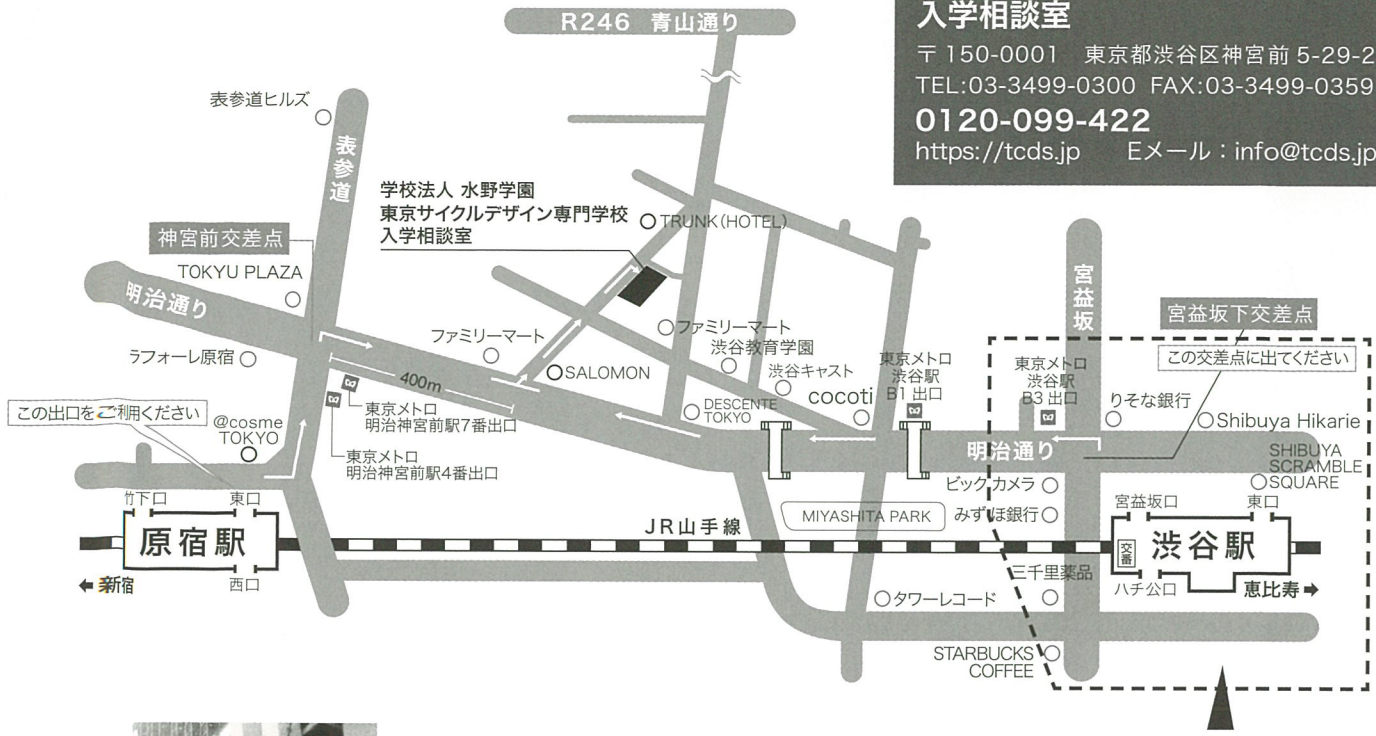 入学相談室
〒150-0001 東京都渋谷区神宮前 5-29-2
TEL:03-3499-0300 FAX:03-3499-0359
0120-099-422
https://tcds.jp Eメール：info@tcds.jp
R246 青山通り
表参道ヒルズ
表参道
学校法人 水野学園
東京サイクルデザイン専門学校
入学相談室
TRUNK(HOTEL)
神宮前交差点
TOKYU PLAZA
明治通り
ラフォーレ原宿
ファミリーマート
400m
SALOMON
ファミリーマート
渋谷教育学園
渋谷キャスト
DESCENTE
TOKYO
cocoti
東京メトロ
渋谷駅
B1 出口
宮益坂
宮益坂下交差点
この交差点に出てください
東京メトロ
渋谷駅
B3 出口
りそな銀行
Shibuya Hikarie
SHIBUYA
SCRAMBLE
SQUARE
この出口をご利用ください
@cosme
TOKYO
東京メトロ
明治神宮前駅7番出口
東京メトロ
明治神宮前駅4番出口
明治通り
ビックカメラ
みずほ銀行
MIYASHITA PARK
竹下口
東口
原宿駅
西口
JR山手線
宮益坂口
東口
交番
渋谷駅
ハチ公口
恵比寿
三千里薬品
タワーレコード
STARBUCKS
COFFEE